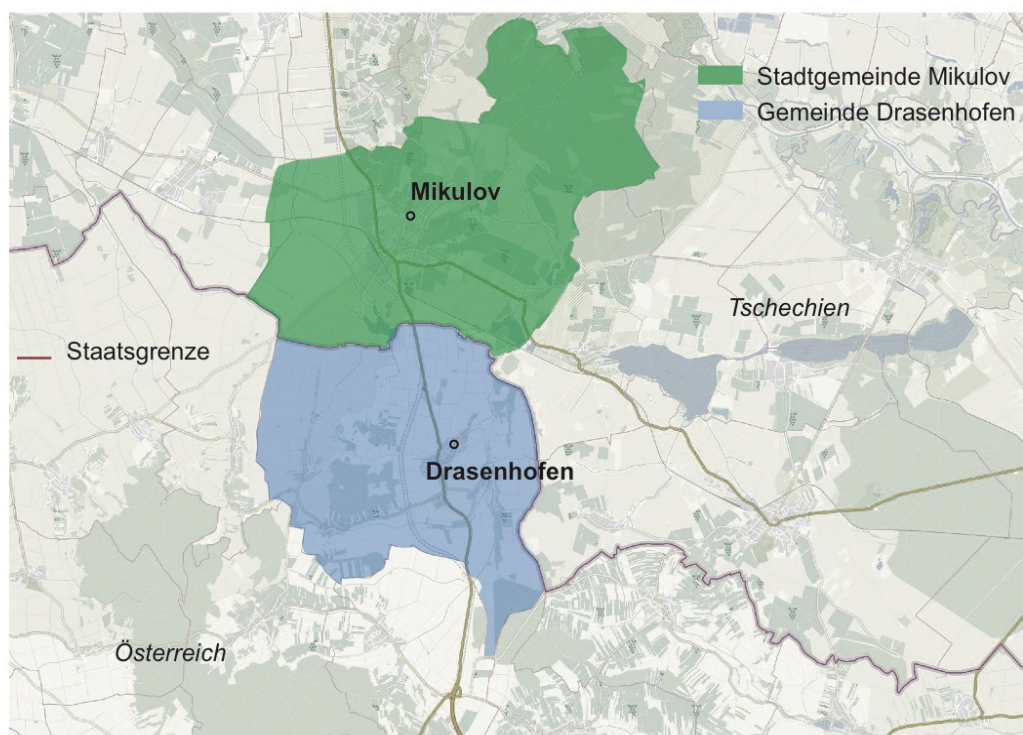 Stadtgemeinde Mikulov
Gemeinde Drasenhofen
Mikulov
Tschechien
Staatsgrenze
Drasenhofen
Österreich